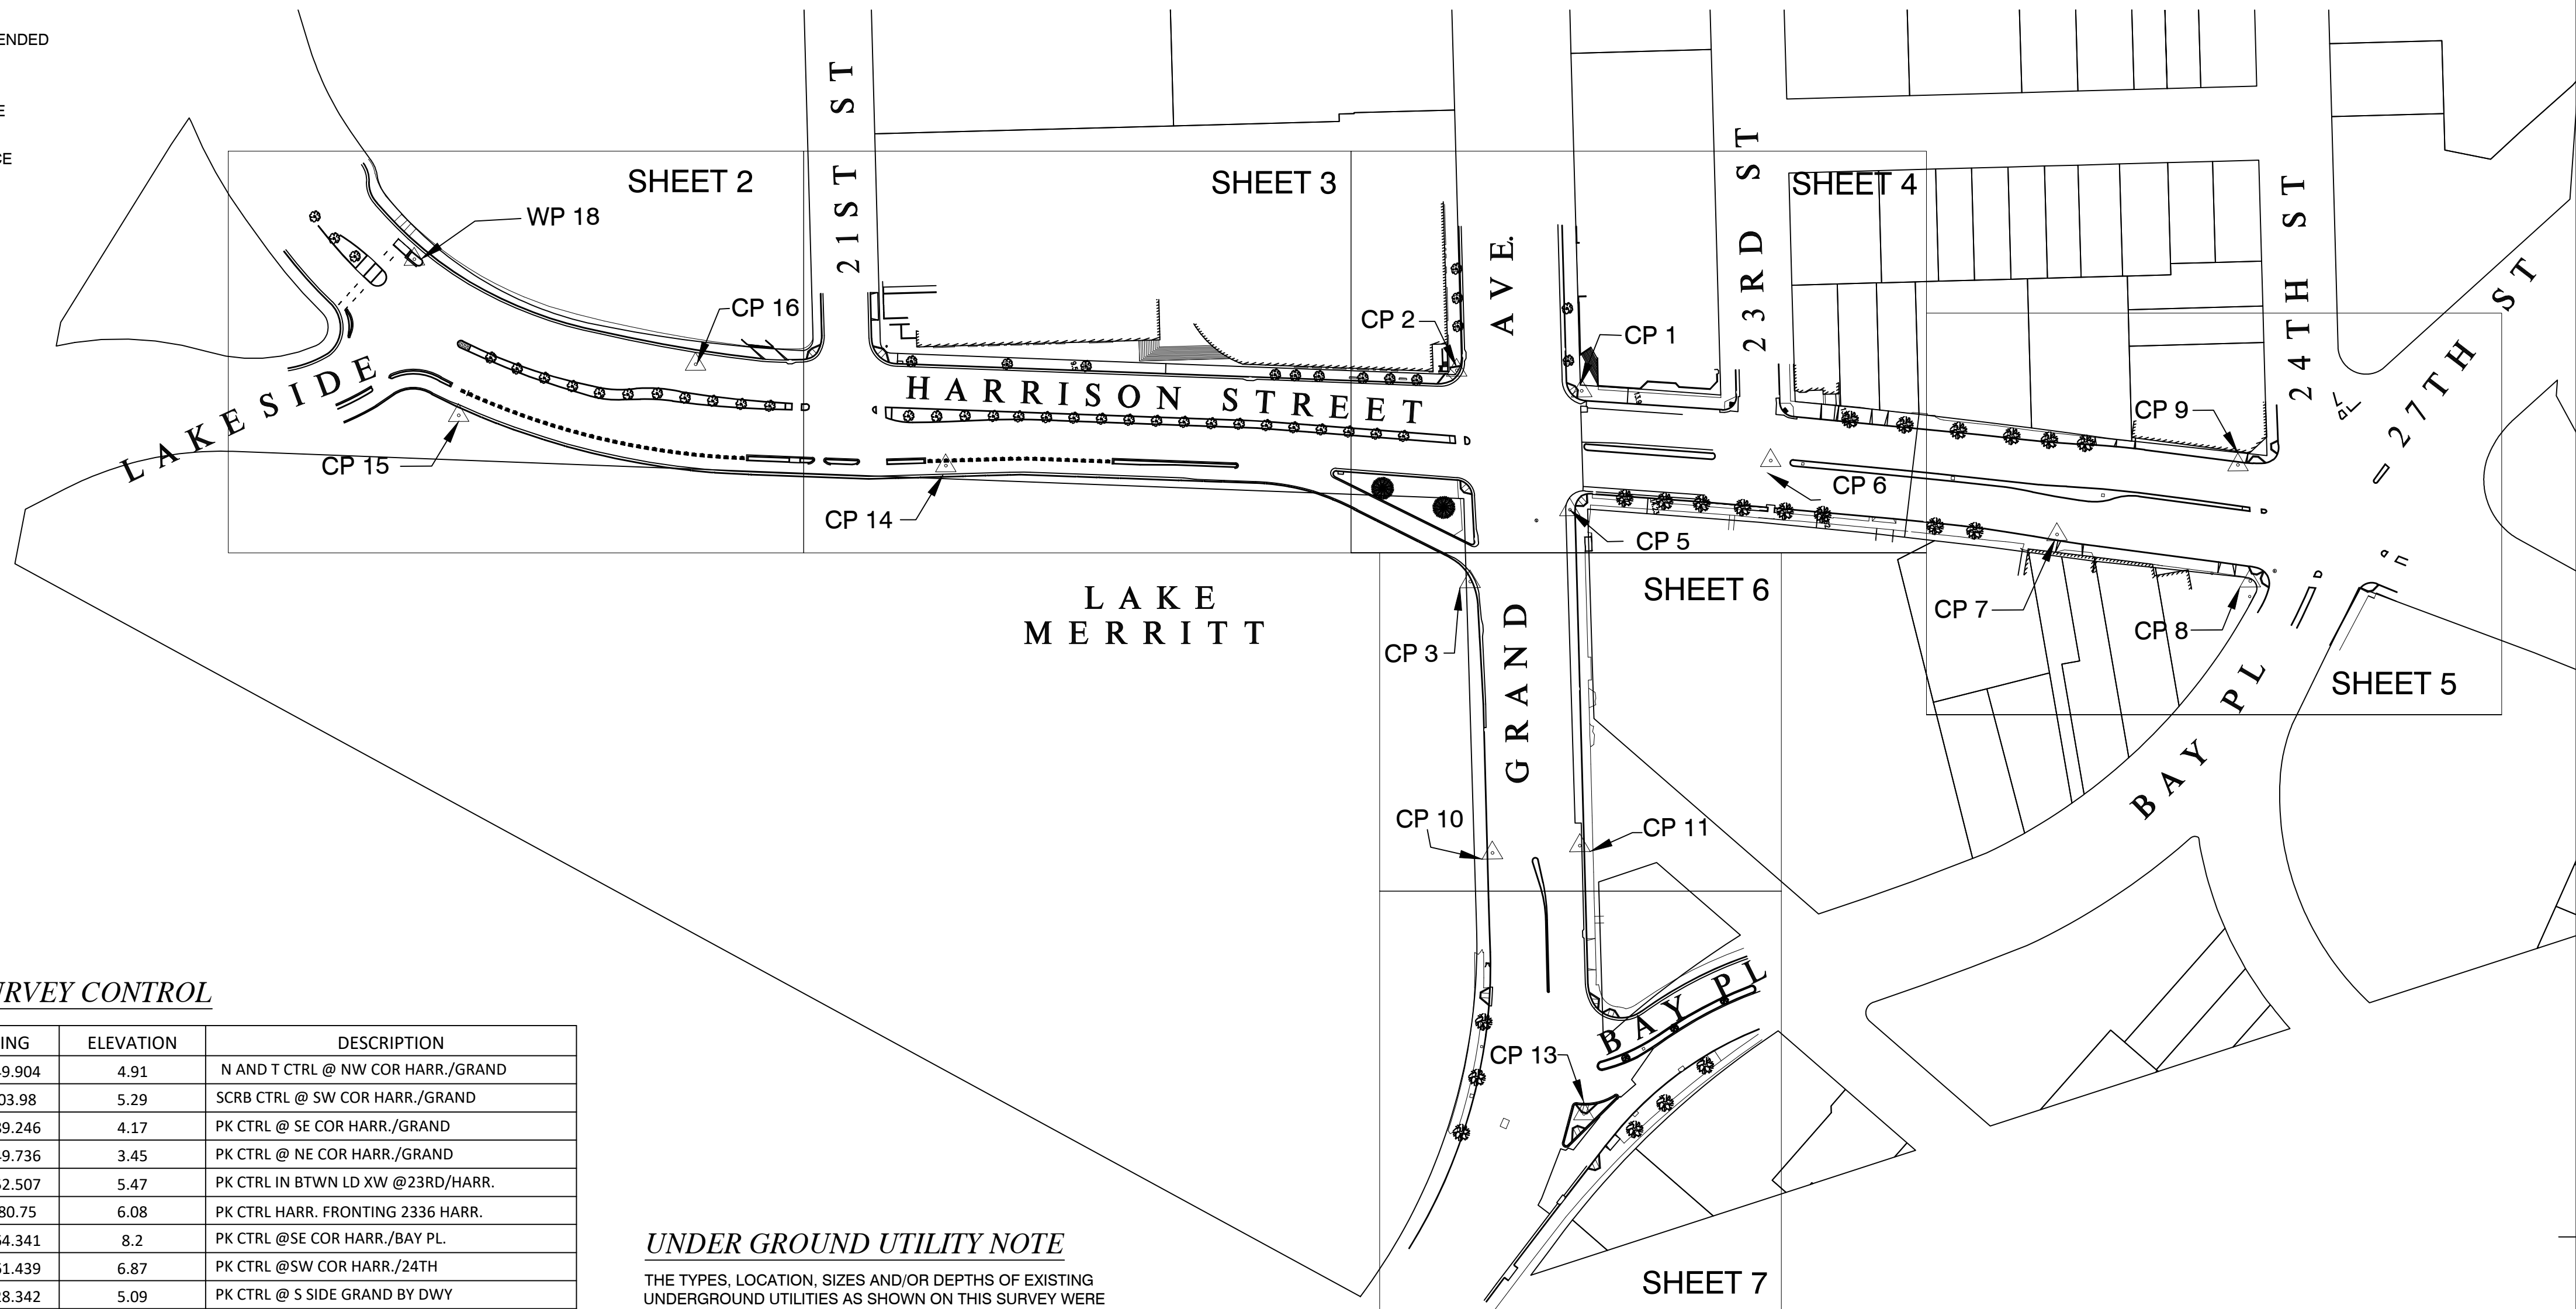 ENDED
E
CE
SHEET 2
SHEET 3
SHEET 4
21ST ST
23RD ST
24TH ST
27TH ST
WP 18
CP 16
CP 2
AVE.
CP 1
LAKESIDE
HARRISON STREET
CP 9
CP 15
CP 14
CP 6
CP 5
LAKE
MERRITT
SHEET 6
CP 7
CP 8
CP 3
GRAND
SHEET 5
BAY PL
CP 10
CP 11
BAY PL
CP 13
SHEET 7
URVEY CONTROL
ING ELEVATION DESCRIPTION
9.904 4.91 N AND T CTRL @ NW COR HARR./GRAND
03.98 5.29 SCRB CTRL @ SW COR HARR./GRAND
39.246 4.17 PK CTRL @ SE COR HARR./GRAND
9.736 3.45 PK CTRL @ NE COR HARR./GRAND
52.507 5.47 PK CTRL IN BTWN LD XW @23RD/HARR.
80.75 6.08 PK CTRL HARR. FRONTING 2336 HARR.
64.341 8.2 PK CTRL @SE COR HARR./BAY PL.
51.439 6.87 PK CTRL @SW COR HARR./24TH
28.342 5.09 PK CTRL @ S SIDE GRAND BY DWY
UNDER GROUND UTILITY NOTE
THE TYPES, LOCATION, SIZES AND/OR DEPTHS OF EXISTING
UNDERGROUND UTILITIES AS SHOWN ON THIS SURVEY WERE